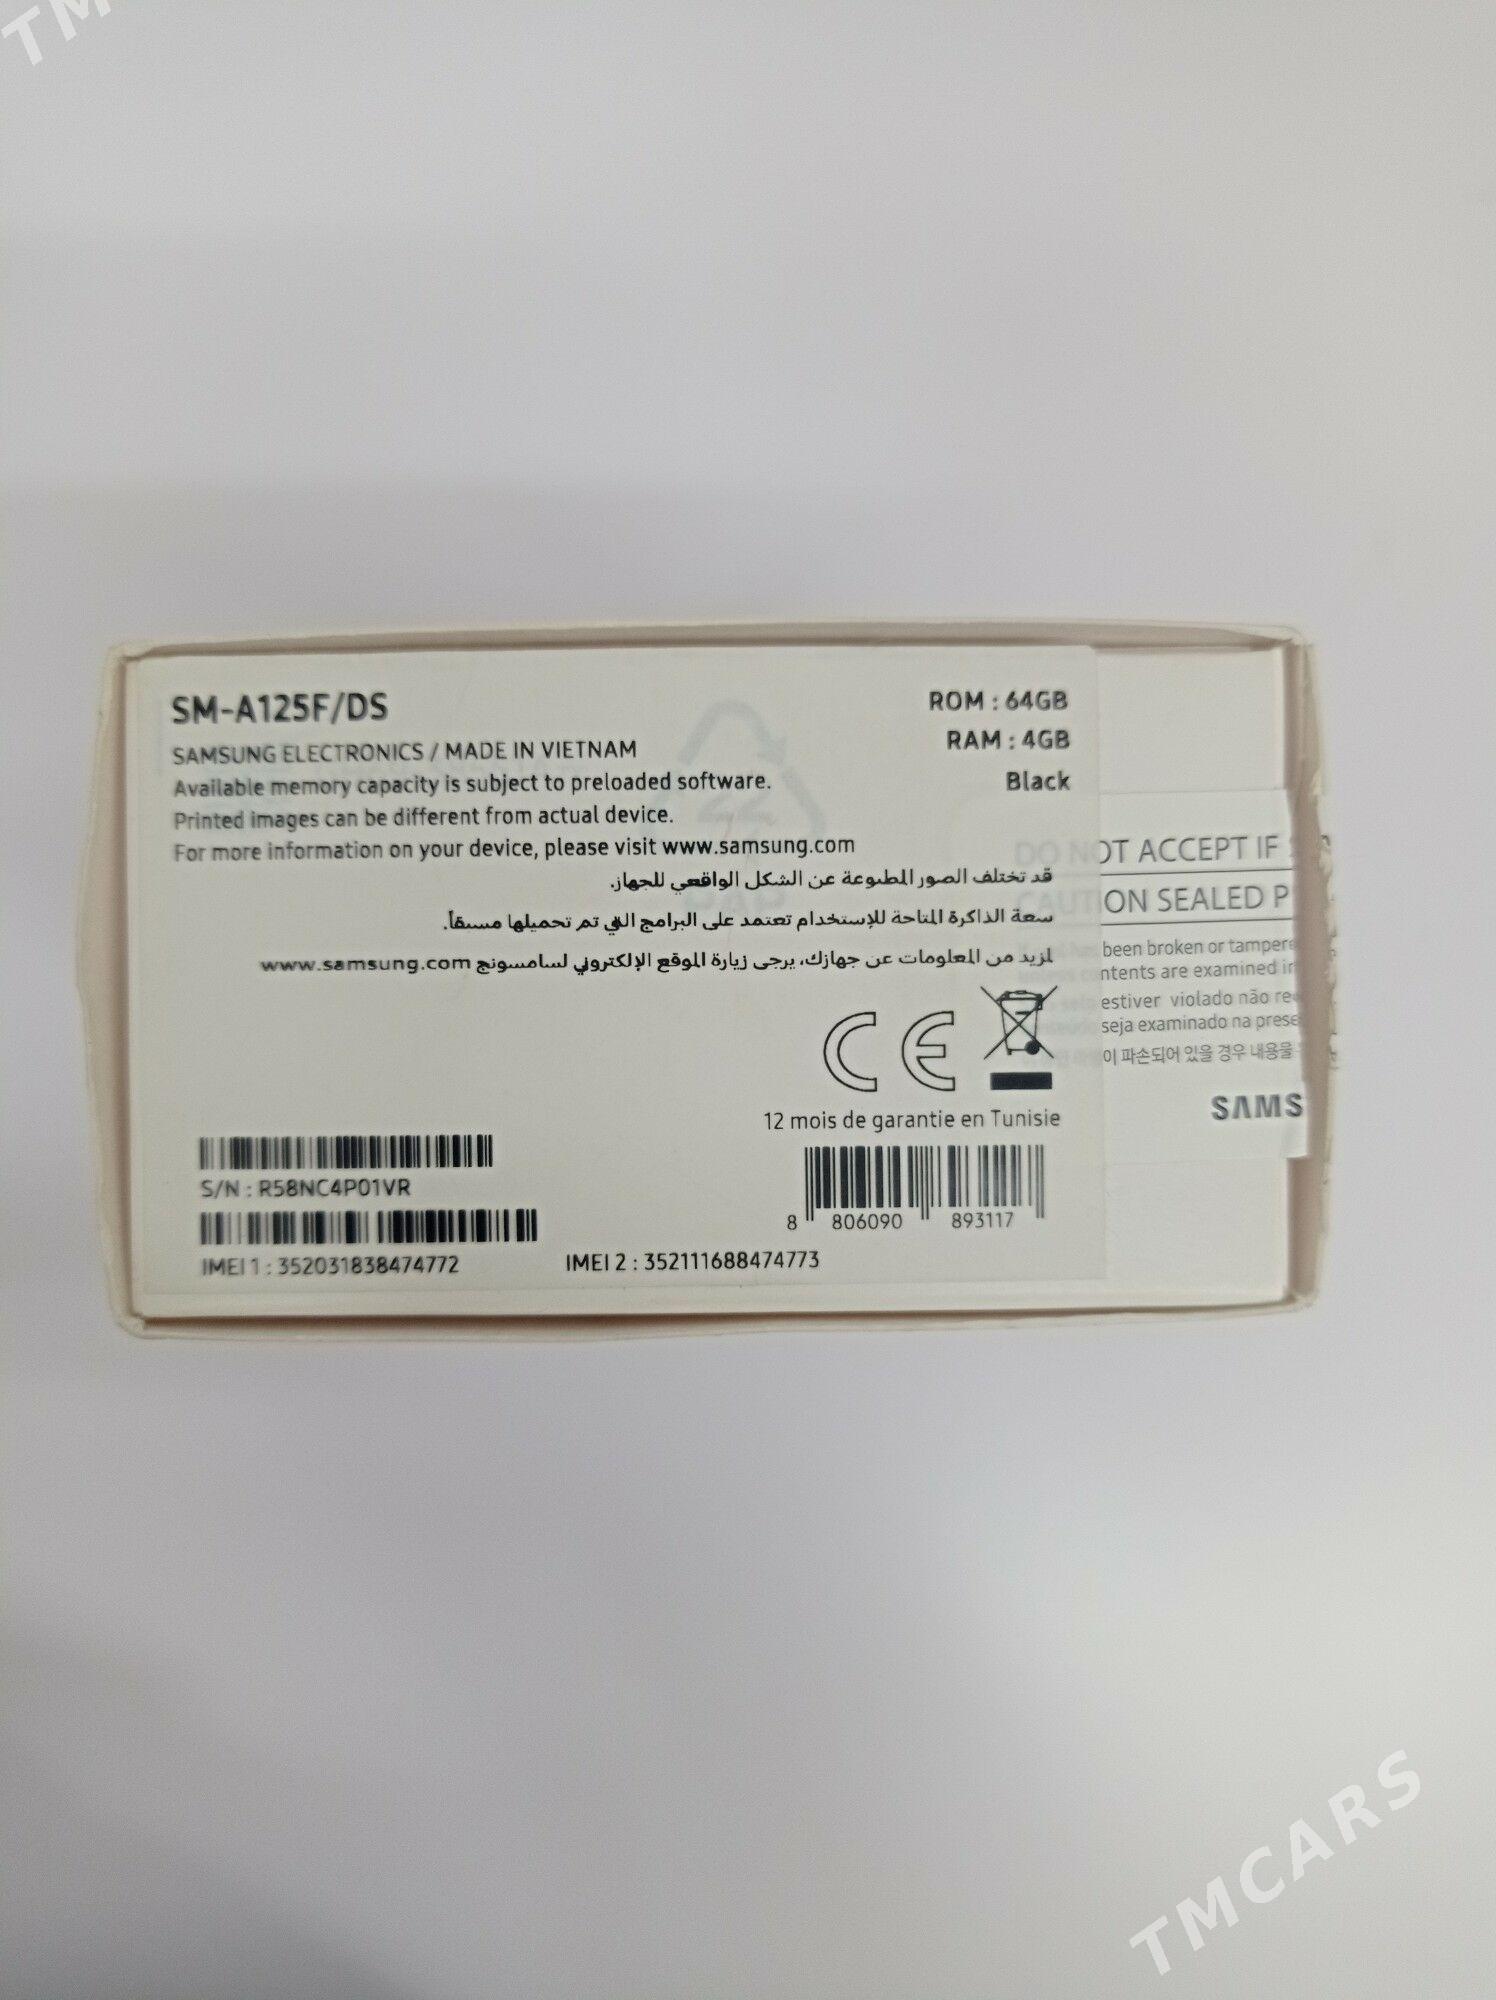 TM
SM-A125F/DS
ROM : 64GB
SAMSUNG ELECTRONICS / MADE IN VIETNAM
RAM : 4GB
Available memory capacity is subject to preloaded software.
Black
Printed images can be different from actual device.
For more information on your device, please visit www.samsung.com
قد تختلف الصور المطبوعة عن الشكل الواقعي للجهاز.
سعة الذاكرة المتاحة للإستخدام تعتمد على البرامج التي تم تحميلها مسبقاً.
لمزيد من المعلومات عن جهازك، يرجى زيارة الموقع الإلكتروني لسامسونج www.samsung.com
DO NOT ACCEPT IF
CAUTION SEALED P
been broken or tampere
contents are examined in
estiver violado não re
seja examinado na prese
이 파손되어 있을 경우 내용물
SAMS
CE
12 mois de garantie en Tunisie
S/N : R58NC4P01VR
8 806090 893117
IMEI 1 : 352031838474772
IMEI 2 : 352111688474773
TMCARS